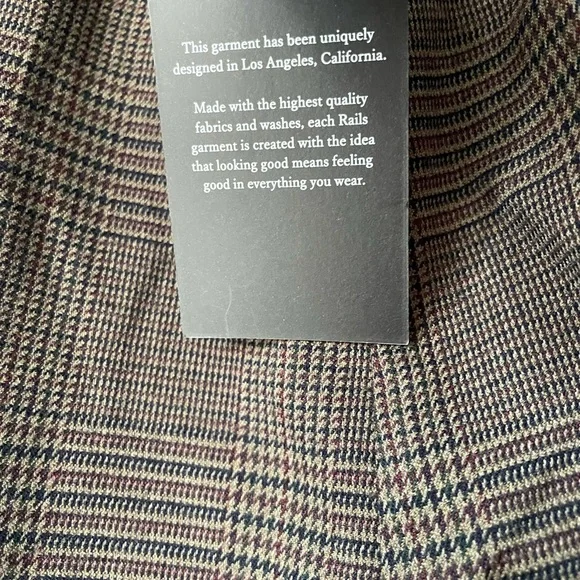 This garment has been uniquely
designed in Los Angeles, California.
Made with the highest quality
fabrics and washes, each Rails
garment is created with the idea
that looking good means feeling
good in everything you wear.